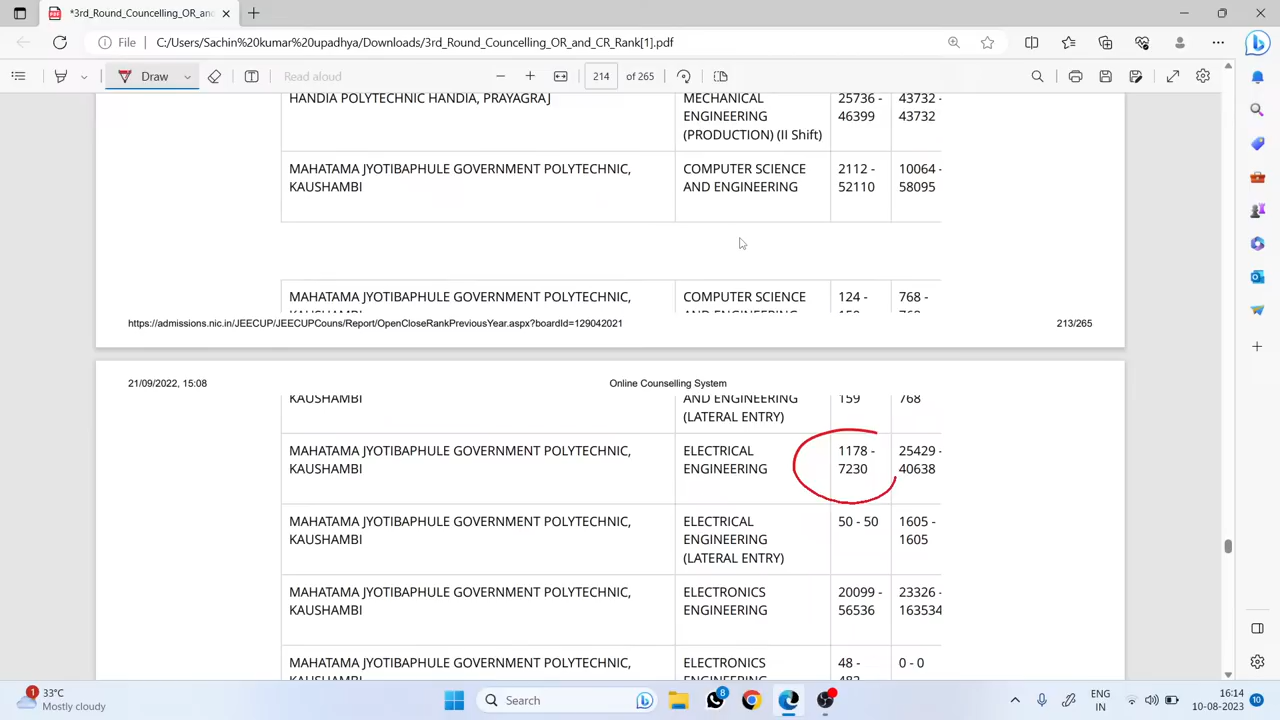 *3rd_Round_Councelling_OR_an
File
C:/Users/Sachin%20kumar%20upadhya/Downloads/3rd_Round_Councelling_OR_and_CR_Rank[1].pdf
Draw
Read aloud
214 of 265
HANDIA POLYTECHNIC HANDIA, PRAYAGRAJ
MECHANICAL
ENGINEERING
(PRODUCTION) (II Shift)
25736 -
46399
43732 -
43732
MAHATAMA JYOTIBAPHULE GOVERNMENT POLYTECHNIC,
KAUSHAMBI
COMPUTER SCIENCE
AND ENGINEERING
2112 -
52110
10064 -
58095
MAHATAMA JYOTIBAPHULE GOVERNMENT POLYTECHNIC,
COMPUTER SCIENCE
124 -
768 -
https://admissions.nic.in/JEECUP/JEECUPCouns/Report/OpenCloseRankPreviousYear.aspx?boardId=129042021
213/265
21/09/2022, 15:08
Online Counselling System
KAUSHAMBI
AND ENGINEERING
(LATERAL ENTRY)
159
768
MAHATAMA JYOTIBAPHULE GOVERNMENT POLYTECHNIC,
KAUSHAMBI
ELECTRICAL
ENGINEERING
1178 -
7230
25429 -
40638
MAHATAMA JYOTIBAPHULE GOVERNMENT POLYTECHNIC,
KAUSHAMBI
ELECTRICAL
ENGINEERING
(LATERAL ENTRY)
50 - 50
1605 -
1605
MAHATAMA JYOTIBAPHULE GOVERNMENT POLYTECHNIC,
KAUSHAMBI
ELECTRONICS
ENGINEERING
20099 -
56536
23326 -
163534
MAHATAMA JYOTIBAPHULE GOVERNMENT POLYTECHNIC,
ELECTRONICS
48 -
0 - 0
1
33°C
Mostly cloudy
Search
8
ENG
IN
16:14
10-08-2023
10